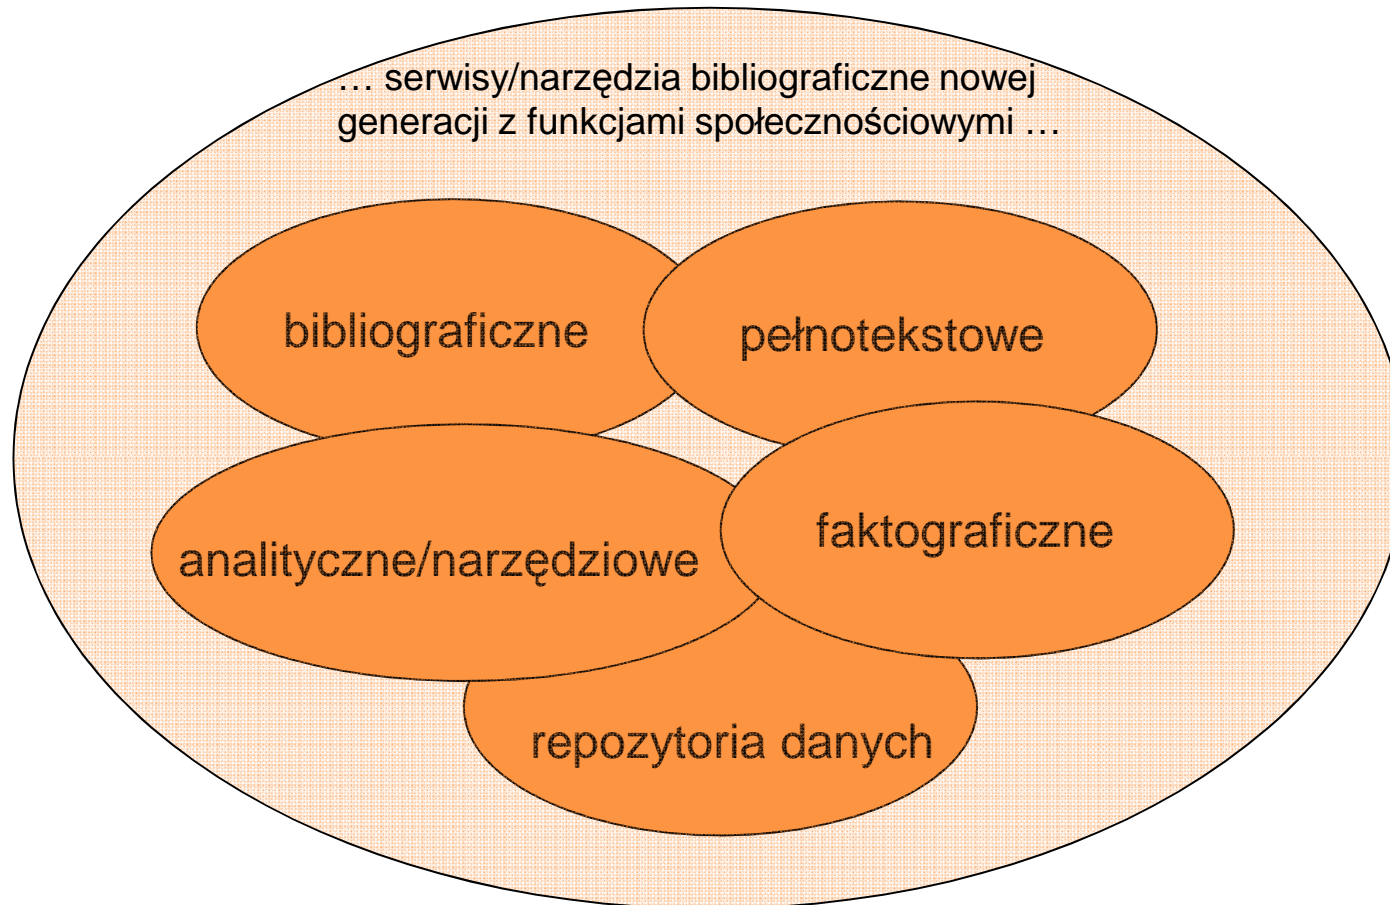 … serwisy/narzędzia bibliograficzne nowej
generacji z funkcjami społecznościowymi …
bibliograficzne
pełnotekstowe
analityczne/narzędziowe
faktograficzne
repozytoria danych